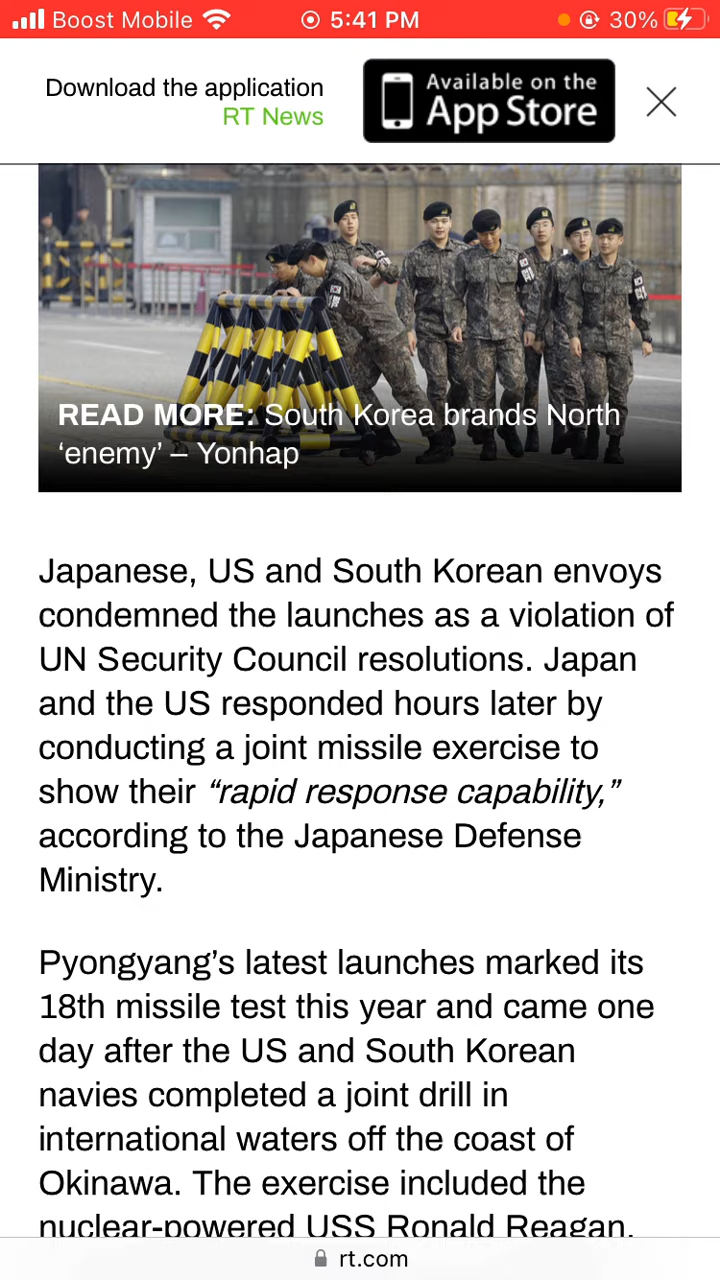 Boost Mobile 5:41 PM 30%
Download the application
RT News
Available on the
App Store
READ MORE: South Korea brands North
‘enemy’ – Yonhap
Japanese, US and South Korean envoys
condemned the launches as a violation of
UN Security Council resolutions. Japan
and the US responded hours later by
conducting a joint missile exercise to
show their “rapid response capability,”
according to the Japanese Defense
Ministry.
Pyongyang’s latest launches marked its
18th missile test this year and came one
day after the US and South Korean
navies completed a joint drill in
international waters off the coast of
Okinawa. The exercise included the
nuclear-powered USS Ronald Reagan,
rt.com